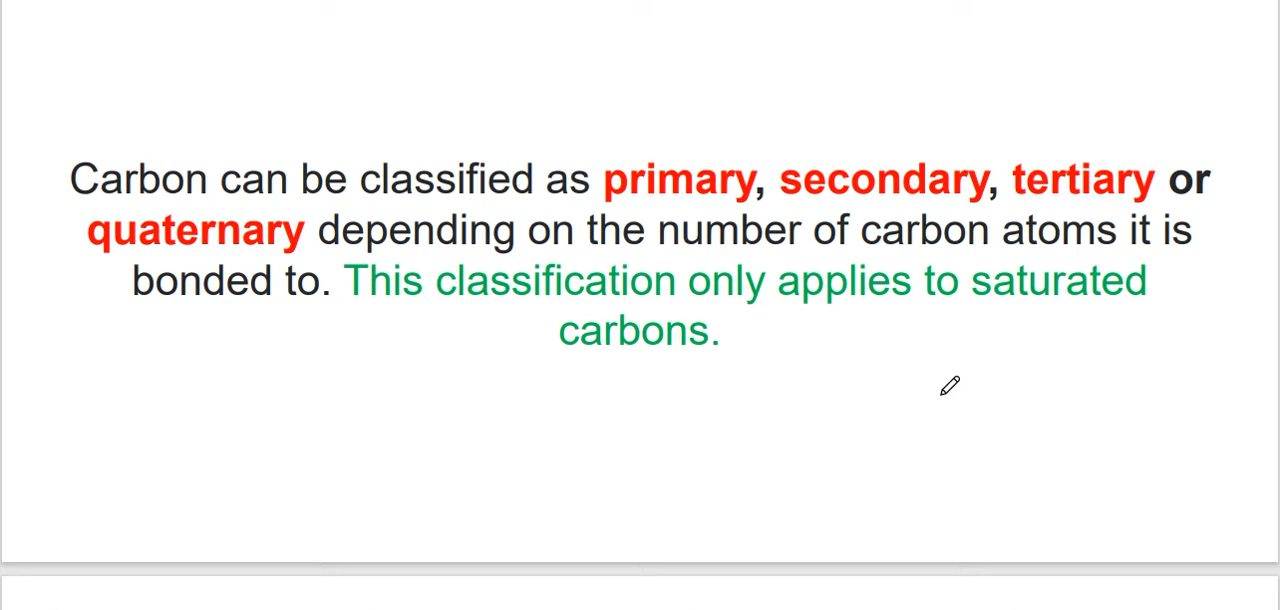 Carbon can be classified as primary, secondary, tertiary or
quaternary depending on the number of carbon atoms it is
bonded to. This classification only applies to saturated
carbons.